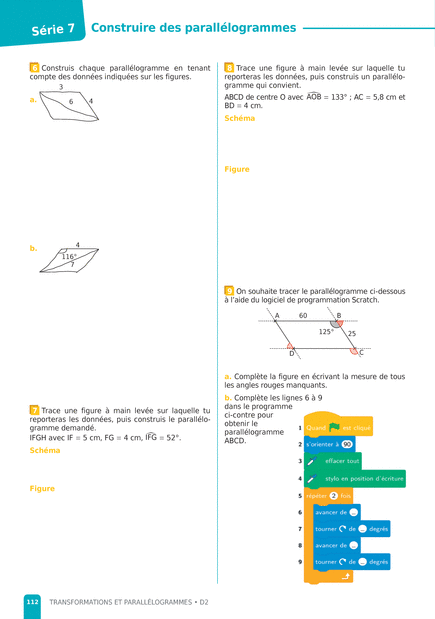 Série 7
Construire des parallélogrammes
6 Construis chaque parallélogramme en tenant
compte des données indiquées sur les figures.
a.
3
6
4
b.
4
116°
7
7 Trace une figure à main levée sur laquelle tu
reporteras les données, puis construis le parallélo-
gramme demandé.
IFGH avec IF = 5 cm, FG = 4 cm, IFG = 52°.
Schéma
Figure
8 Trace une figure à main levée sur laquelle tu
reporteras les données, puis construis un parallélo-
gramme qui convient.
ABCD de centre O avec AOB = 133° ; AC = 5,8 cm et
BD = 4 cm.
Schéma
Figure
9 On souhaite tracer le parallélogramme ci-dessous
à l'aide du logiciel de programmation Scratch.
A
60
B
125°
25
D
C
a. Complète la figure en écrivant la mesure de tous
les angles rouges manquants.
b. Complète les lignes 6 à 9
dans le programme
ci-contre pour
obtenir le
parallélogramme
ABCD.
1 Quand est cliqué
2 s'orienter à 90
3 effacer tout
4 stylo en position d'écriture
5 répéter 2 fois
6 avancer de ...
7 tourner de ... degrés
8 avancer de ...
9 tourner de ... degrés
112 TRANSFORMATIONS ET PARALLÉLOGRAMMES • D2